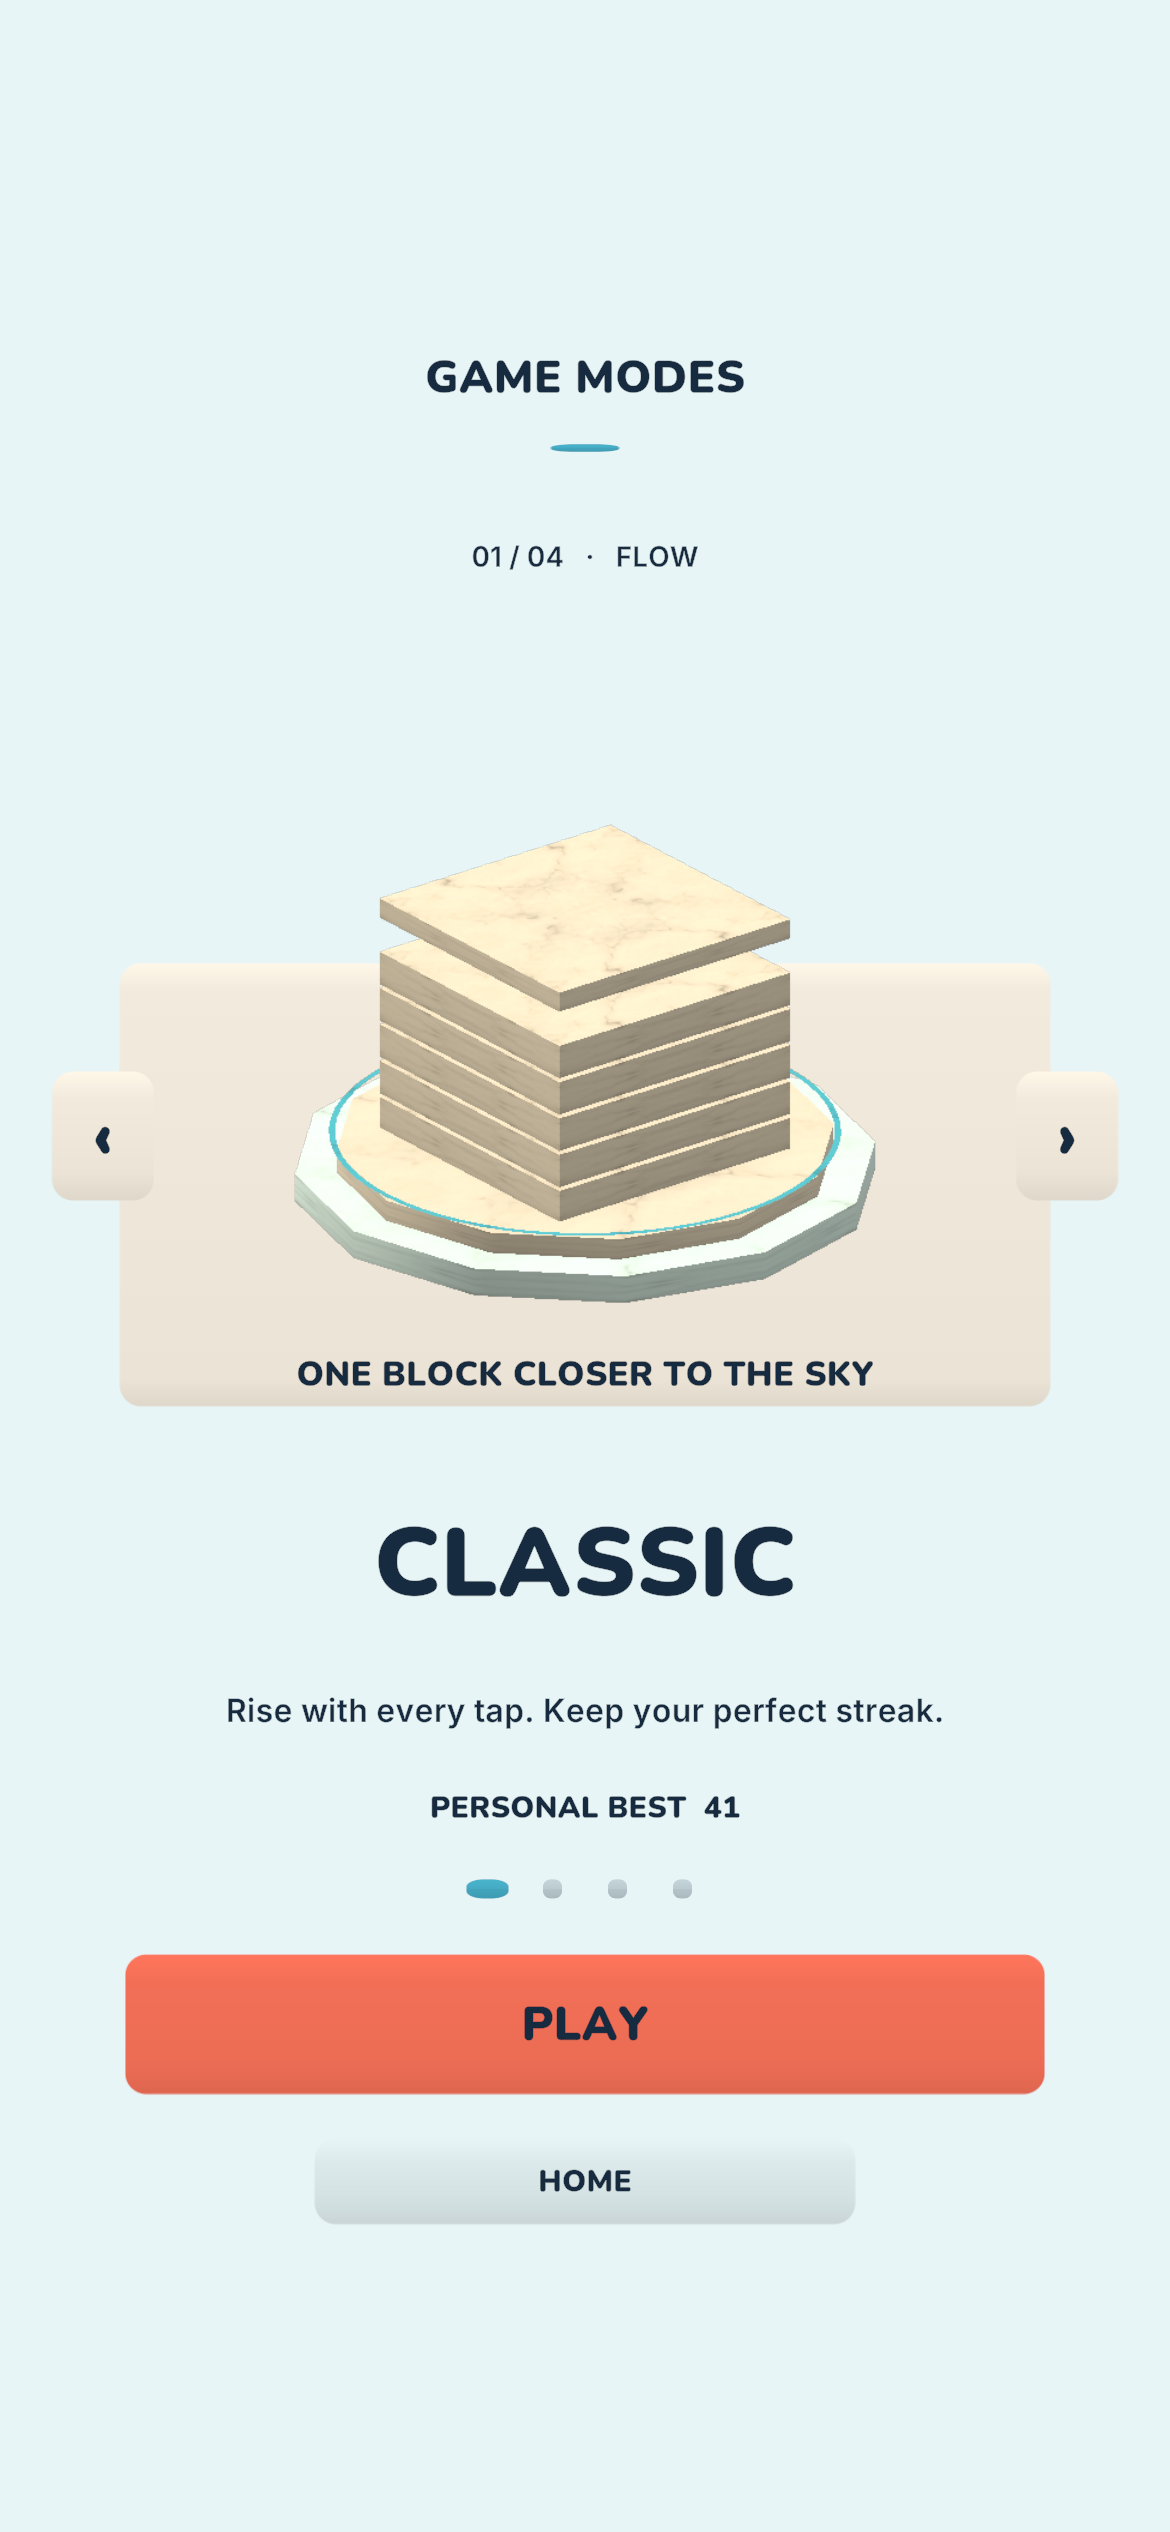 GAME MODES
01 / 04 · FLOW
‹ ›
ONE BLOCK CLOSER TO THE SKY
CLASSIC
Rise with every tap. Keep your perfect streak.
PERSONAL BEST 41
PLAY
HOME